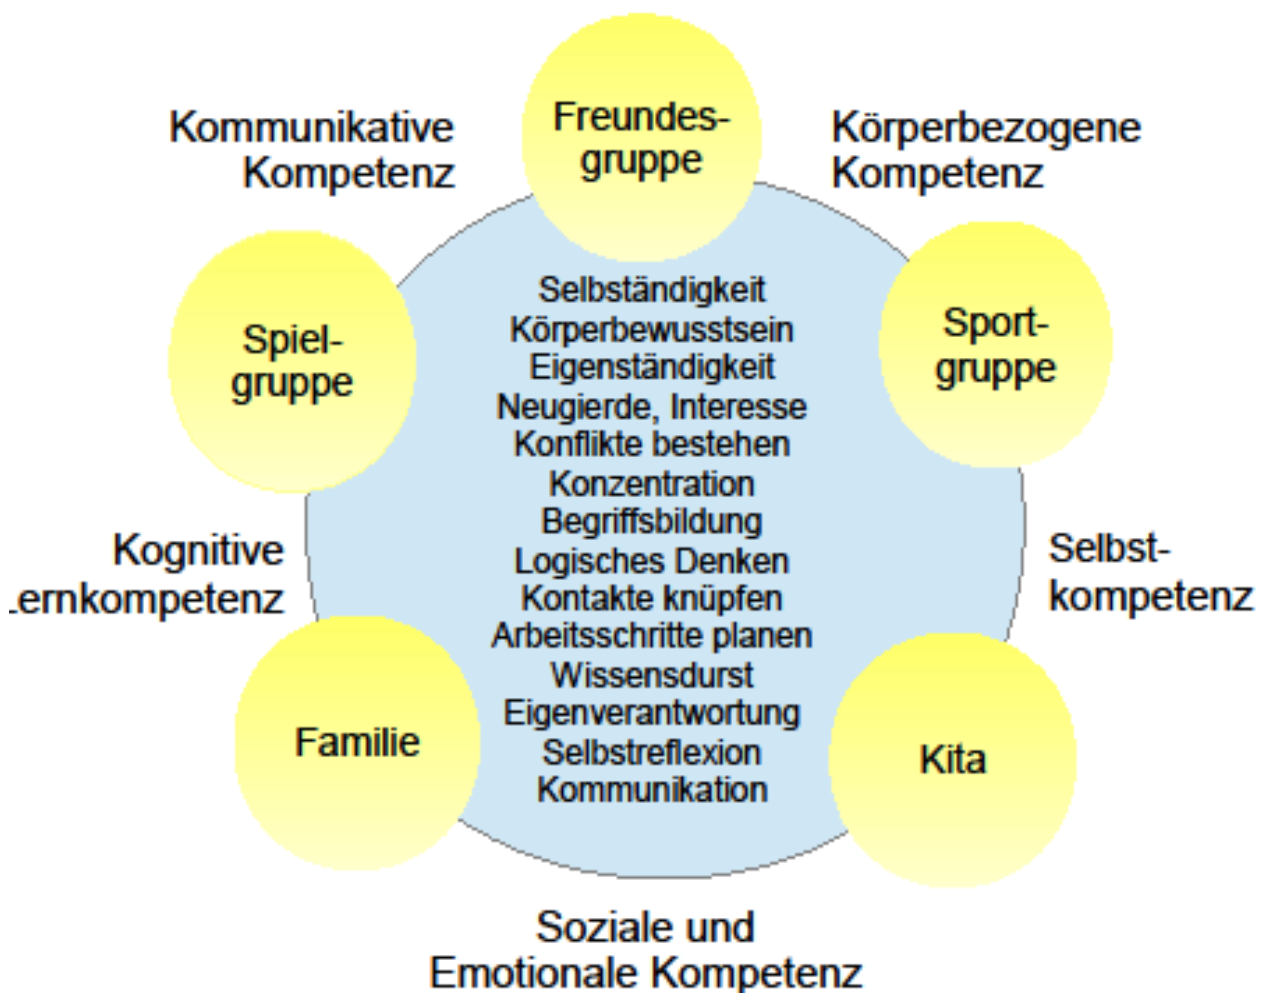 Freundes-
gruppe
Kommunikative
Kompetenz
Körperbezogene
Kompetenz
Spiel-
gruppe
Sport-
gruppe
Selbständigkeit
Körperbewusstsein
Eigenständigkeit
Neugierde, Interesse
Konflikte bestehen
Konzentration
Begriffsbildung
Logisches Denken
Kontakte knüpfen
Arbeitsschritte planen
Wissensdurst
Eigenverantwortung
Selbstreflexion
Kommunikation
Kognitive
Lernkompetenz
Selbst-
kompetenz
Familie
Kita
Soziale und
Emotionale Kompetenz